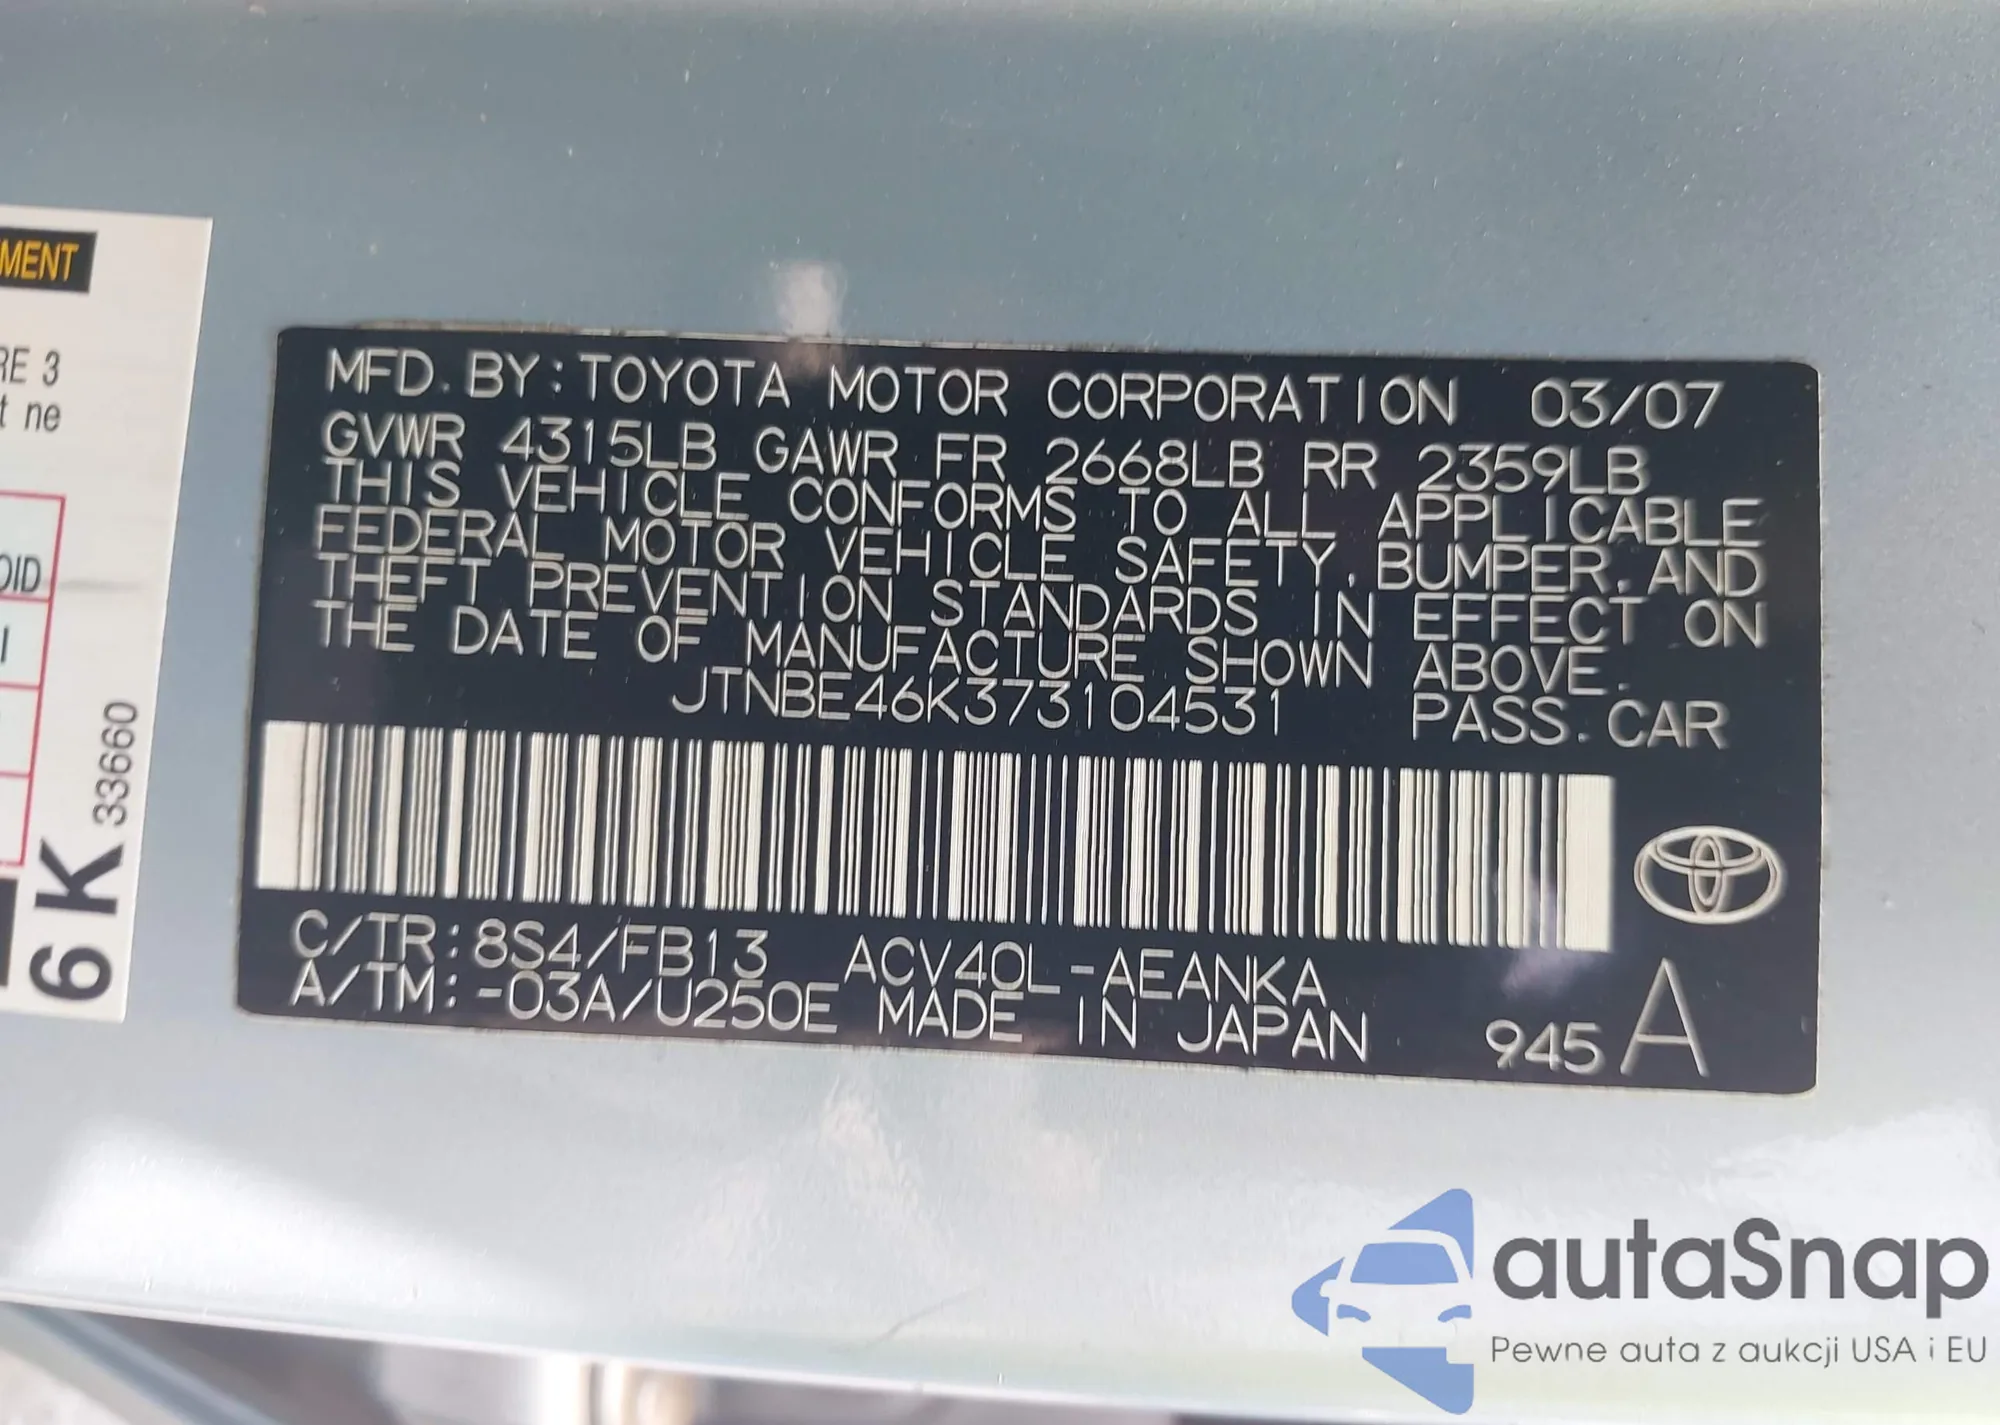 MENT
RE 3
t ne
OID
I
6 K 33660
MFD. BY: TOYOTA MOTOR CORPORATION 03/07
GVWR 4315LB GAWR FR 2668LB RR 2359LB
THIS VEHICLE CONFORMS TO ALL APPLICABLE
FEDERAL MOTOR VEHICLE SAFETY, BUMPER, AND
THEFT PREVENTION STANDARDS IN EFFECT ON
THE DATE OF MANUFACTURE SHOWN ABOVE.
JTNBE46K373104531 PASS. CAR
C/TR: 8S4/FB13 ACV40L-AEANKA
A/TM: -03A/U250E MADE IN JAPAN 945 A
autaSnap
Pewne auta z aukcji USA i EU